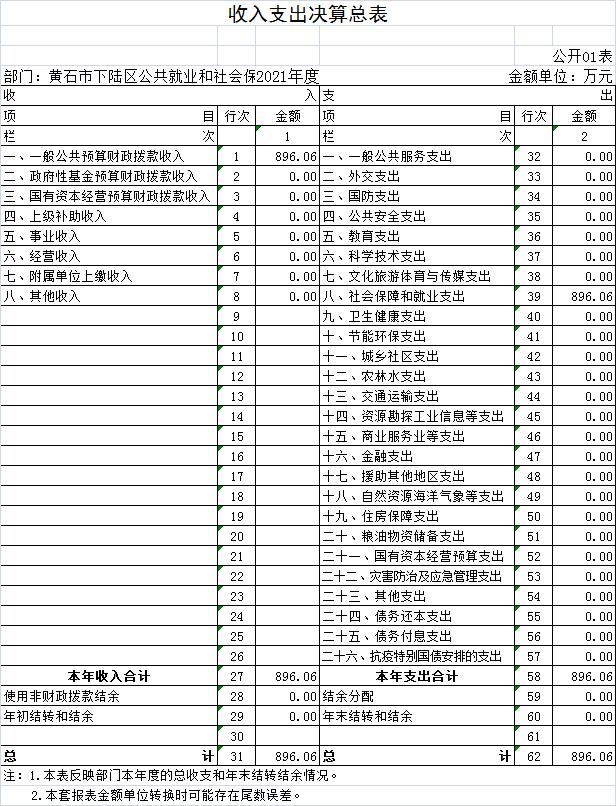 收入支出决算总表
公开01表
部门：黄石市下陆区公共就业和社会保2021年度 金额单位：万元
收 入 支 出
项 目 行次 金额 项 目 行次 金额
栏 次 1 栏 次 2
一、一般公共预算财政拨款收入 1 896.06 一、一般公共服务支出 32 0.00
二、政府性基金预算财政拨款收入 2 0.00 二、外交支出 33 0.00
三、国有资本经营预算财政拨款收入 3 0.00 三、国防支出 34 0.00
四、上级补助收入 4 0.00 四、公共安全支出 35 0.00
五、事业收入 5 0.00 五、教育支出 36 0.00
六、经营收入 6 0.00 六、科学技术支出 37 0.00
七、附属单位上缴收入 7 0.00 七、文化旅游体育与传媒支出 38 0.00
八、其他收入 8 0.00 八、社会保障和就业支出 39 896.06
9 九、卫生健康支出 40 0.00
10 十、节能环保支出 41 0.00
11 十一、城乡社区支出 42 0.00
12 十二、农林水支出 43 0.00
13 十三、交通运输支出 44 0.00
14 十四、资源勘探工业信息等支出 45 0.00
15 十五、商业服务业等支出 46 0.00
16 十六、金融支出 47 0.00
17 十七、援助其他地区支出 48 0.00
18 十八、自然资源海洋气象等支出 49 0.00
19 十九、住房保障支出 50 0.00
20 二十、粮油物资储备支出 51 0.00
21 二十一、国有资本经营预算支出 52 0.00
22 二十二、灾害防治及应急管理支出 53 0.00
23 二十三、其他支出 54 0.00
24 二十四、债务还本支出 55 0.00
25 二十五、债务付息支出 56 0.00
26 二十六、抗疫特别国债安排的支出 57 0.00
本年收入合计 27 896.06 本年支出合计 58 896.06
使用非财政拨款结余 28 0.00 结余分配 59 0.00
年初结转和结余 29 0.00 年末结转和结余 60 0.00
30 61
总 计 31 896.06 总 计 62 896.06
注：1.本表反映部门本年度的总收支和年末结转结余情况。
2.本套报表金额单位转换时可能存在尾数误差。